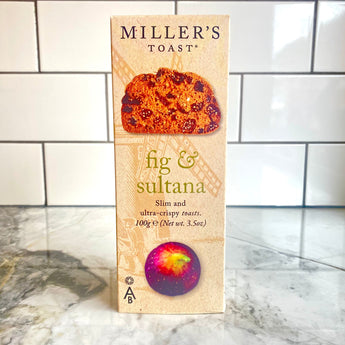 MILLER'S
TOAST®
fig &
sultana
Slim and
ultra-crispy toasts.
100g ℮ (Net wt. 3.5oz)
A
B